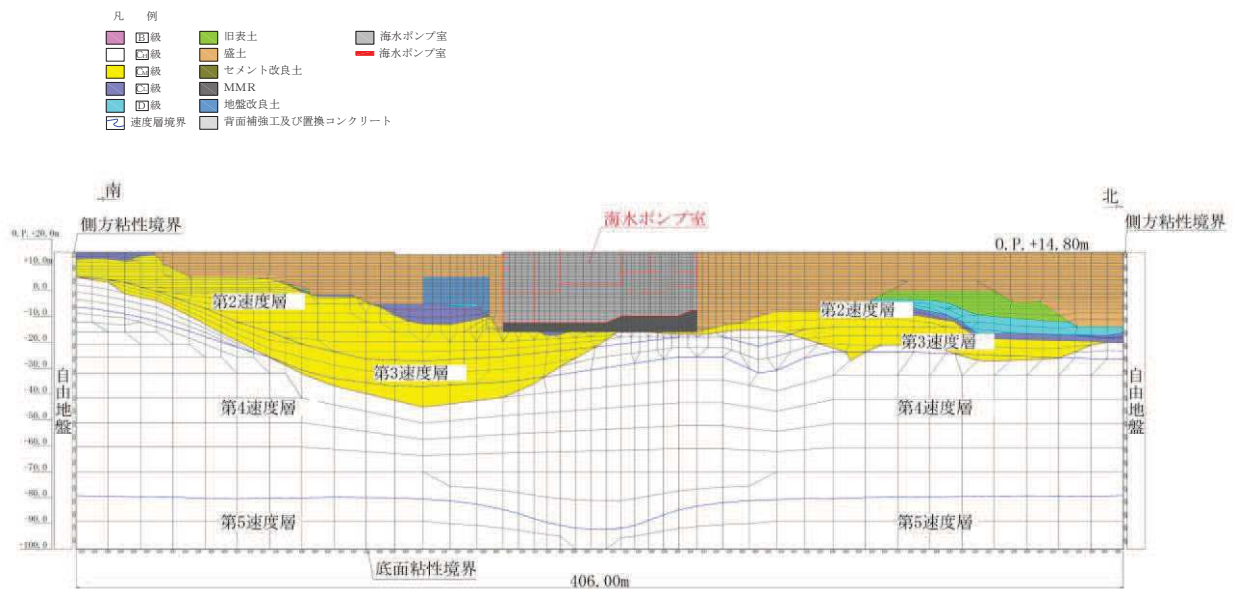 凡 例
B級 旧表土 海水ポンプ室
CH級 盛土 海水ポンプ室
CM級 セメント改良土
CL級 MMR
D級 地盤改良土
速度層境界 背面補強工及び置換コンクリート
南 北
海水ポンプ室
側方粘性境界 側方粘性境界
O.P.+20.0m
O.P.+14.80m
+10.0m
0.0
第2速度層
第2速度層
-10.0
-20.0
第3速度層
第3速度層
-30.0
自由地盤 自由地盤
-40.0
第4速度層 第4速度層
-50.0
-60.0
-70.0
-80.0
-90.0
第5速度層 第5速度層
-100.0
底面粘性境界
406.00m